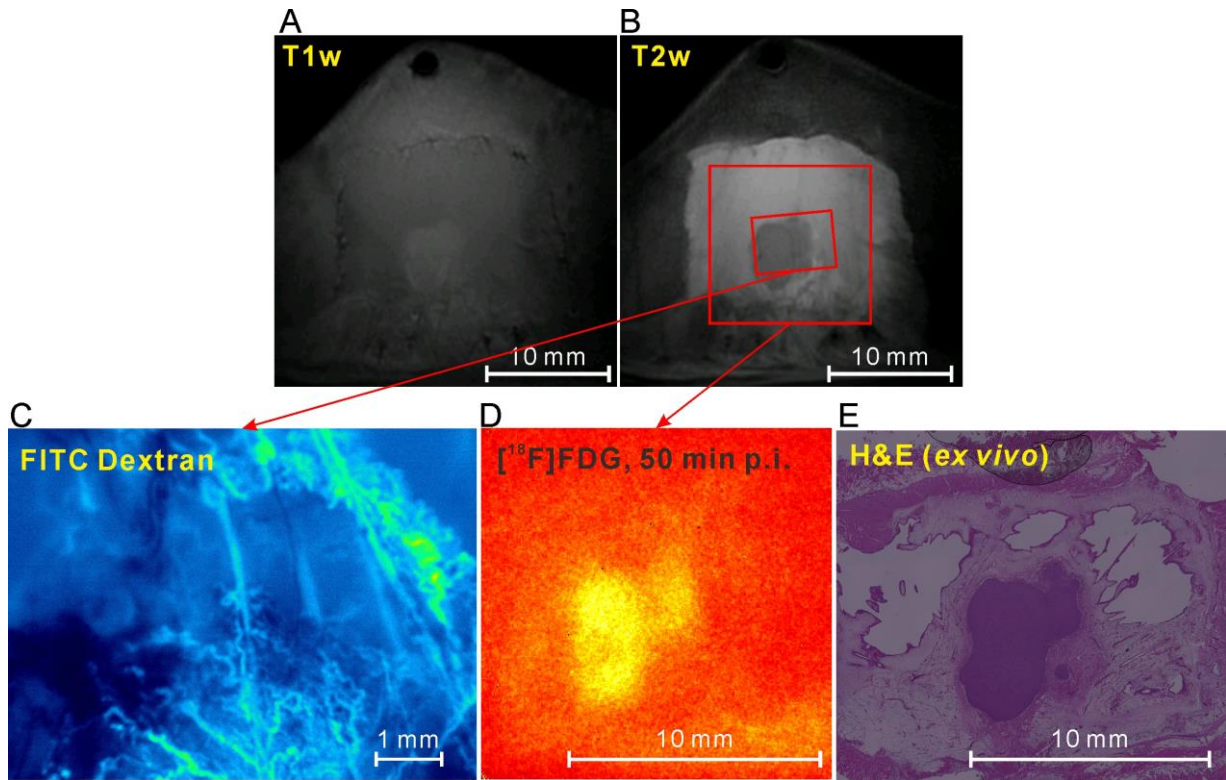 A
B
T1w
T2w
10 mm
10 mm
C
D
E
FITC Dextran
[¹⁸F]FDG, 50 min p.i.
H&E (ex vivo)
1 mm
10 mm
10 mm